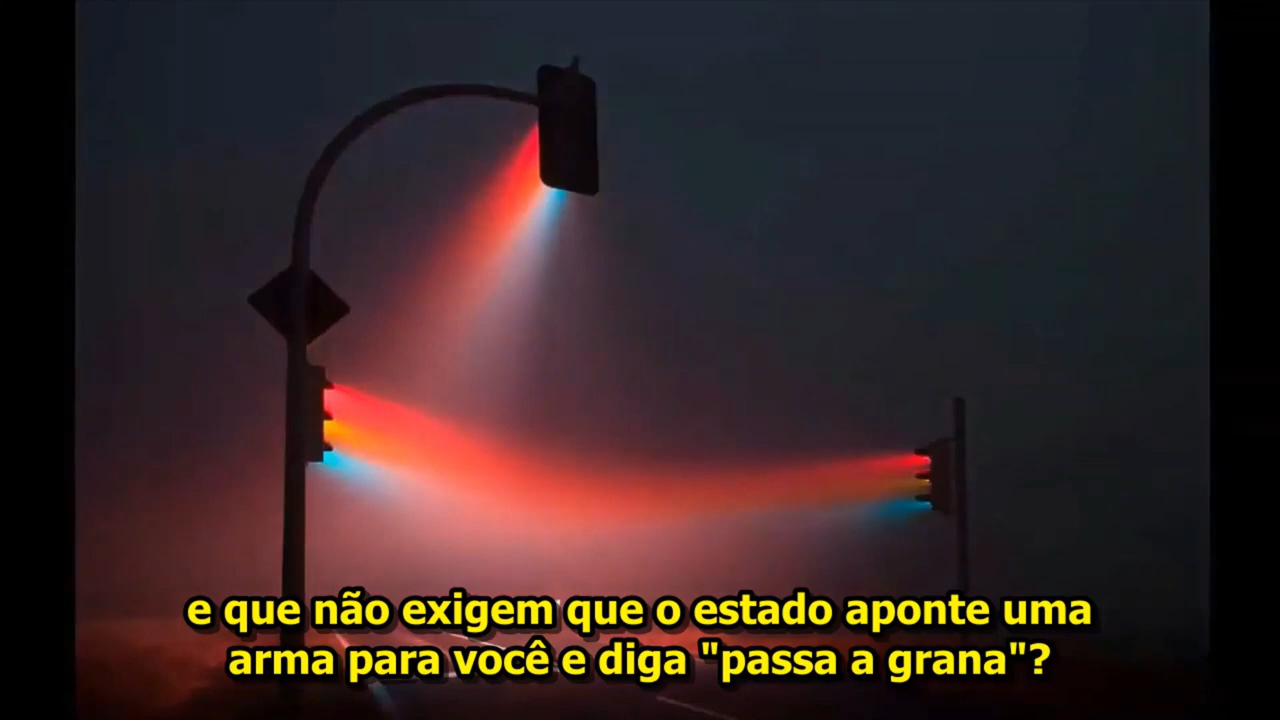 e que não exigem que o estado aponte uma
arma para você e diga "passa a grana"?